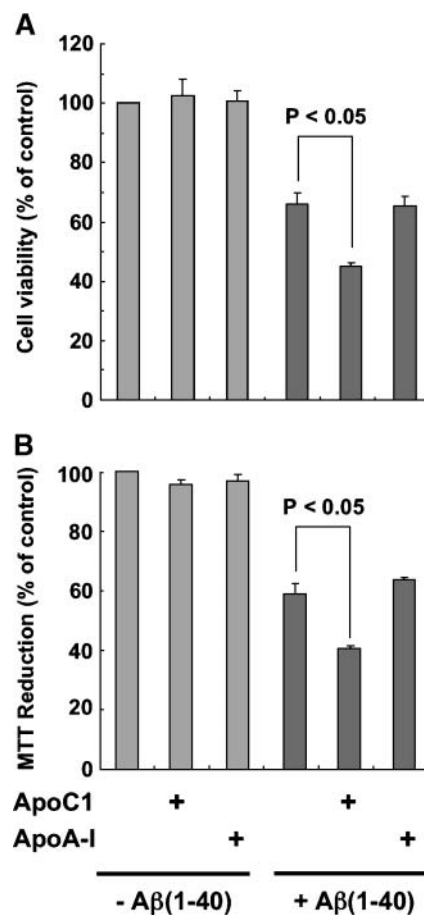 A
120
100
80
60
40
20
0
Cell viability (% of control)
P < 0.05
B
100
80
60
40
20
0
MTT Reduction (% of control)
P < 0.05
ApoC1 + +
ApoA-I + +
- Aβ(1-40) + Aβ(1-40)